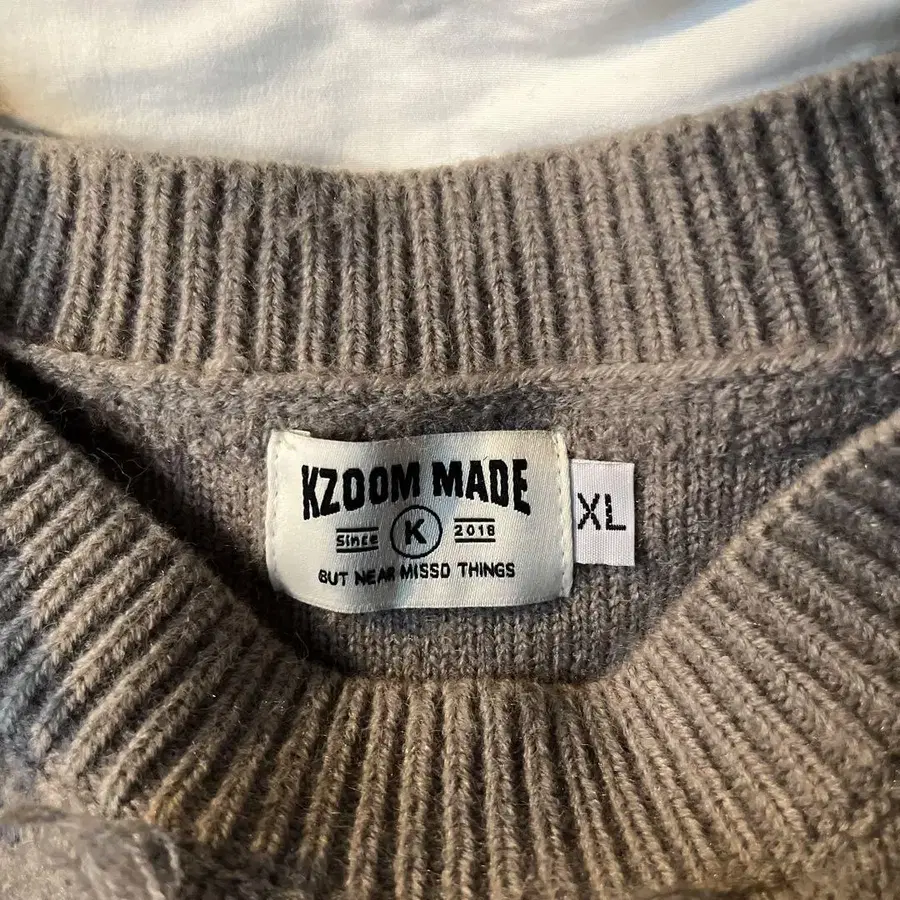 KZOOM MADE
Since K 2018
BUT NEAR MISSD THINGS
XL